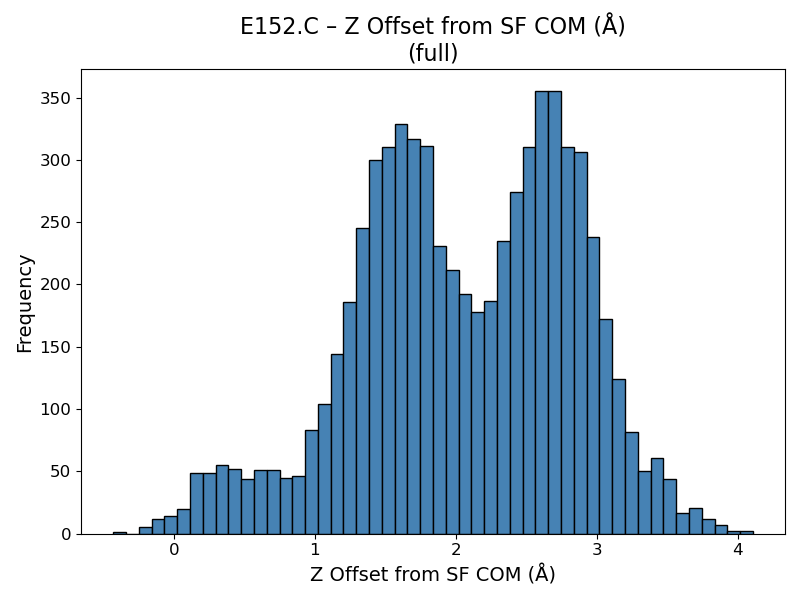 E152.C – Z Offset from SF COM (Å)
(full)
Frequency
350
300
250
200
150
100
50
0
0 1 2 3 4
Z Offset from SF COM (Å)